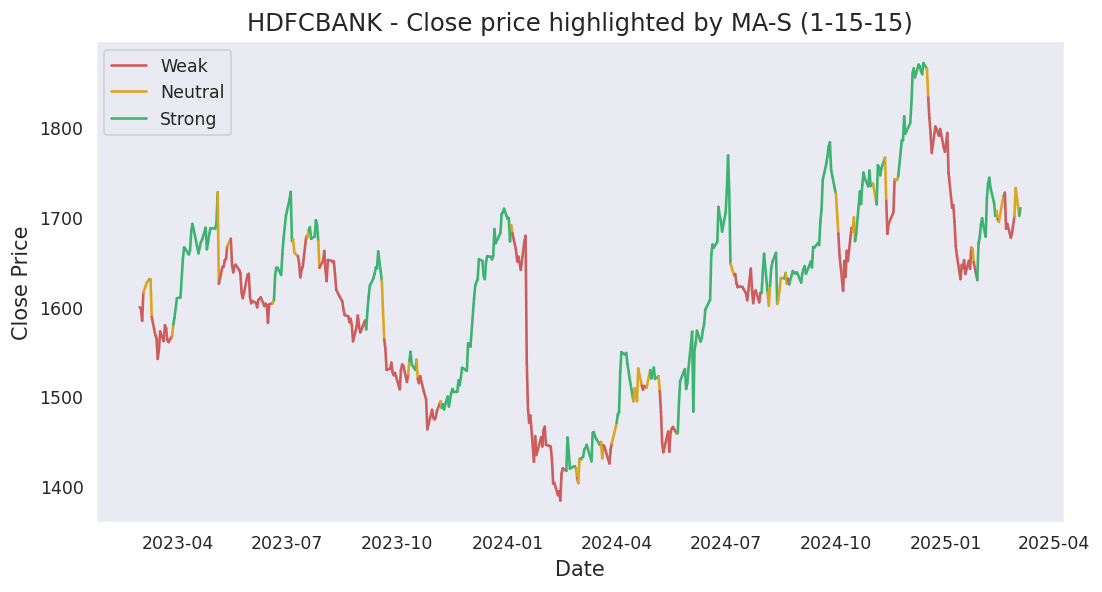 HDFCBANK - Close price highlighted by MA-S (1-15-15)
Weak
Neutral
Strong
Close Price
1800
1700
1600
1500
1400
2023-04 2023-07 2023-10 2024-01 2024-04 2024-07 2024-10 2025-01 2025-04
Date